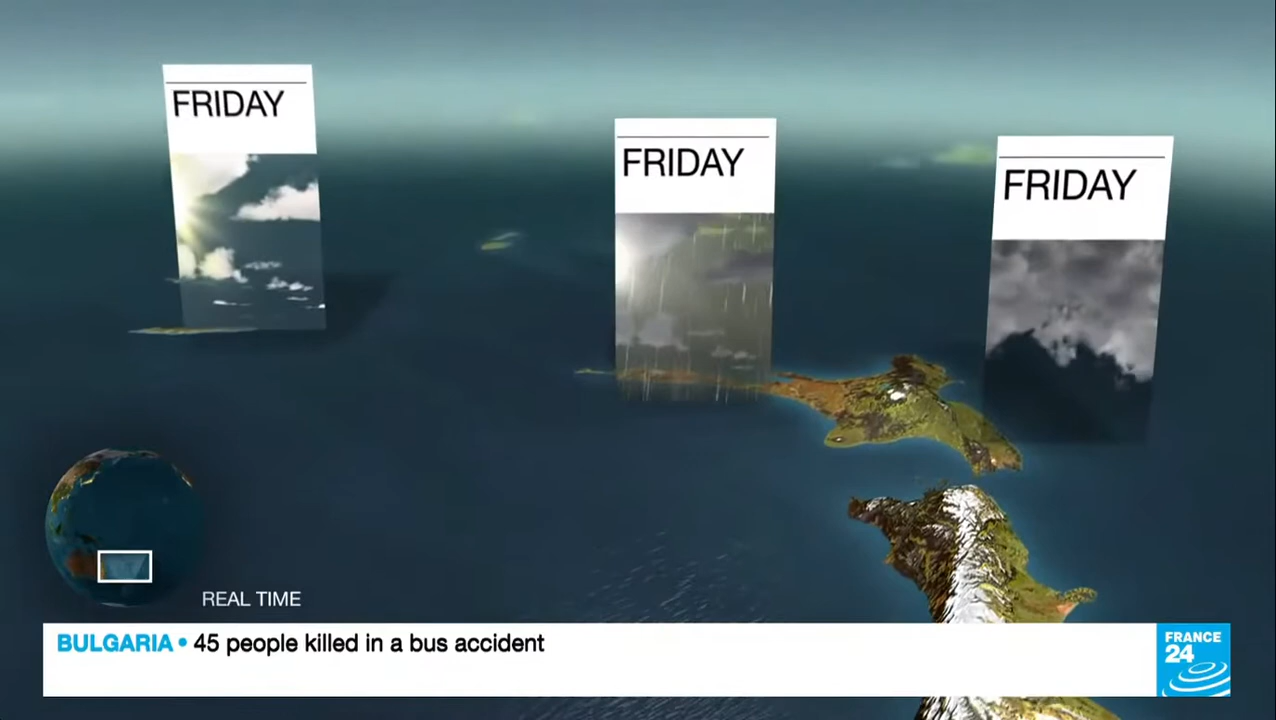 FRIDAY
FRIDAY
FRIDAY
REAL TIME
BULGARIA • 45 people killed in a bus accident
FRANCE
24